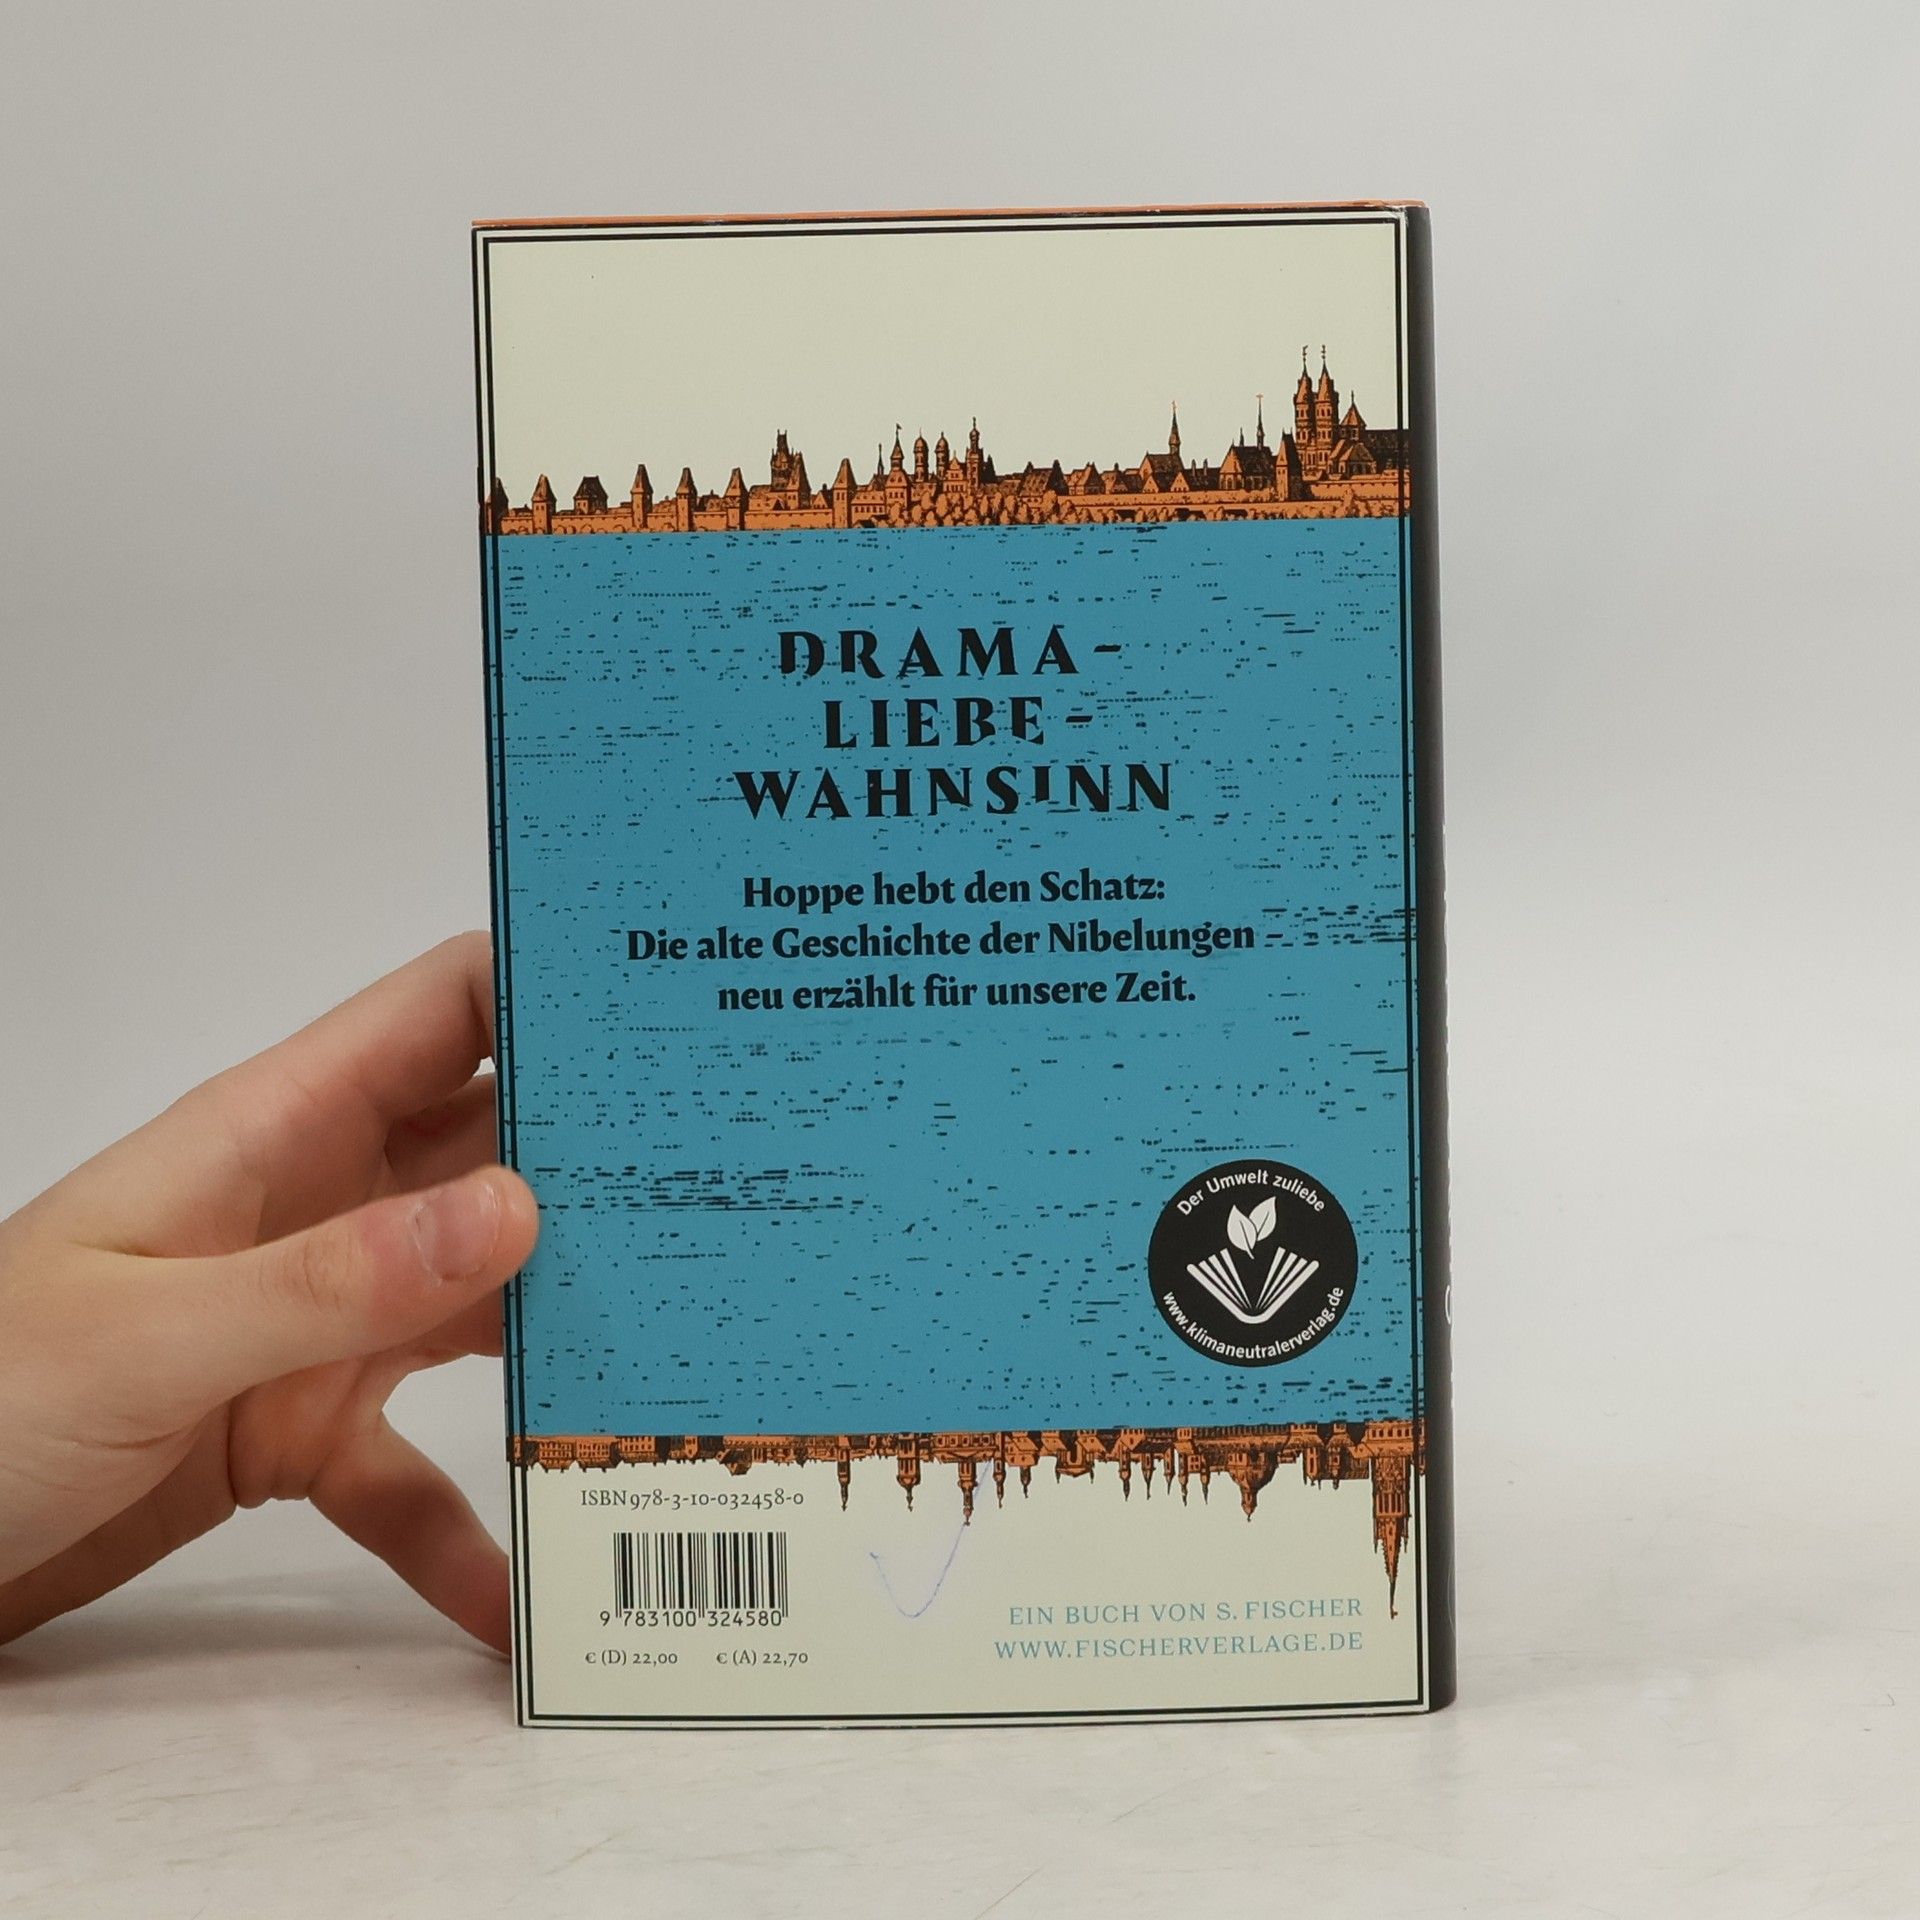 DRAMA–
LIEBE –
WAHNSINN
Hoppe hebt den Schatz:
Die alte Geschichte der Nibelungen –
neu erzählt für unsere Zeit.
Der Umwelt zuliebe
www.klimaneutralerverlag.de
ISBN 978-3-10-032458-0
9 783100 324580
€ (D) 22,00 € (A) 22,70
EIN BUCH VON S. FISCHER
WWW.FISCHERVERLAGE.DE